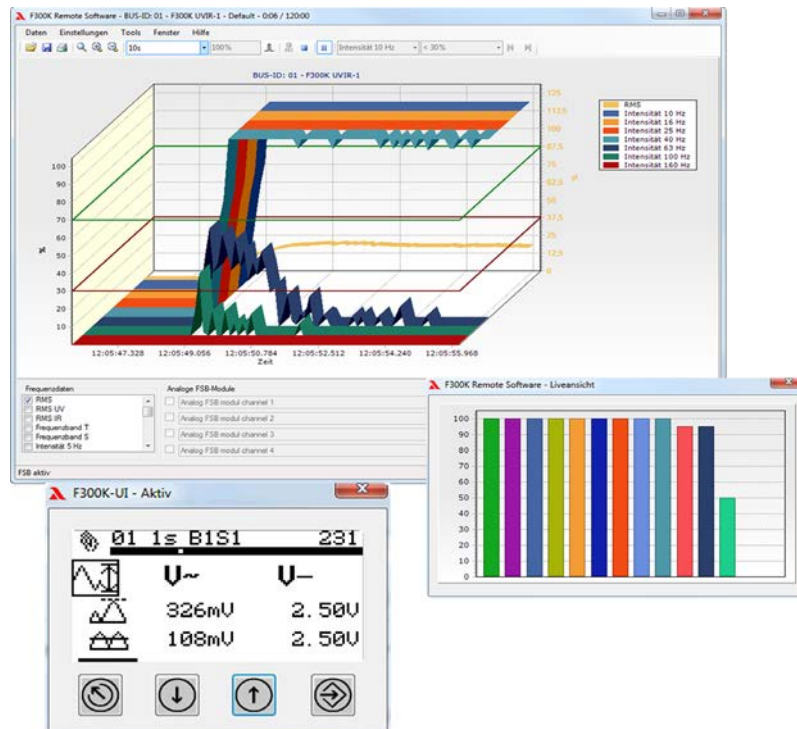 F300K Remote Software - BUS-ID: 01 - F300K UVIR-1 - Default - 0:06 / 120:00
Daten Einstellungen Tools Fenster Hilfe
10s 100% Intensität 10 Hz < 30%
BUS-ID: 01 - F300K UVIR-1
RMS
Intensität 10 Hz
Intensität 16 Hz
Intensität 25 Hz
Intensität 40 Hz
Intensität 63 Hz
Intensität 100 Hz
Intensität 160 Hz
125
112,5
100
87,5
75
62,5
50
37,5
25
12,5
0
%
100
90
80
70
60
50
40
30
20
10
%
12:05:47.328 12:05:49.056 12:05:50.784 12:05:52.512 12:05:54.240 12:05:55.968
Zeit
Frequenzdaten
RMS
RMS UV
RMS IR
Frequenzband T
Frequenzband S
Intensität 5 Hz
Analoge FSB-Module
Analog FSB modul channel 1
Analog FSB modul channel 2
Analog FSB modul channel 3
Analog FSB modul channel 4
FSB aktiv
F300K Remote Software - Liveansicht
100
90
80
70
60
50
40
30
20
10
0
F300K-UI - Aktiv
01 1s B1S1 231
V~ V–
326mV 2.50V
108mV 2.50V